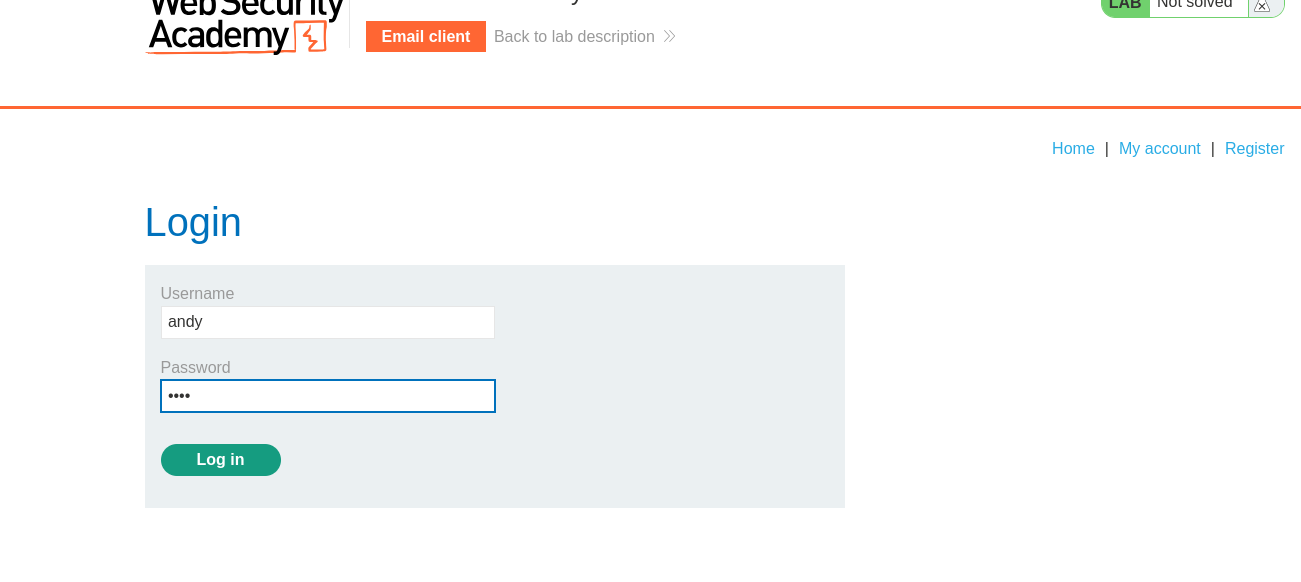 Web Security
Academy
Email client Back to lab description
LAB Not solved
Home | My account | Register
Login
Username
andy
Password
••••
Log in